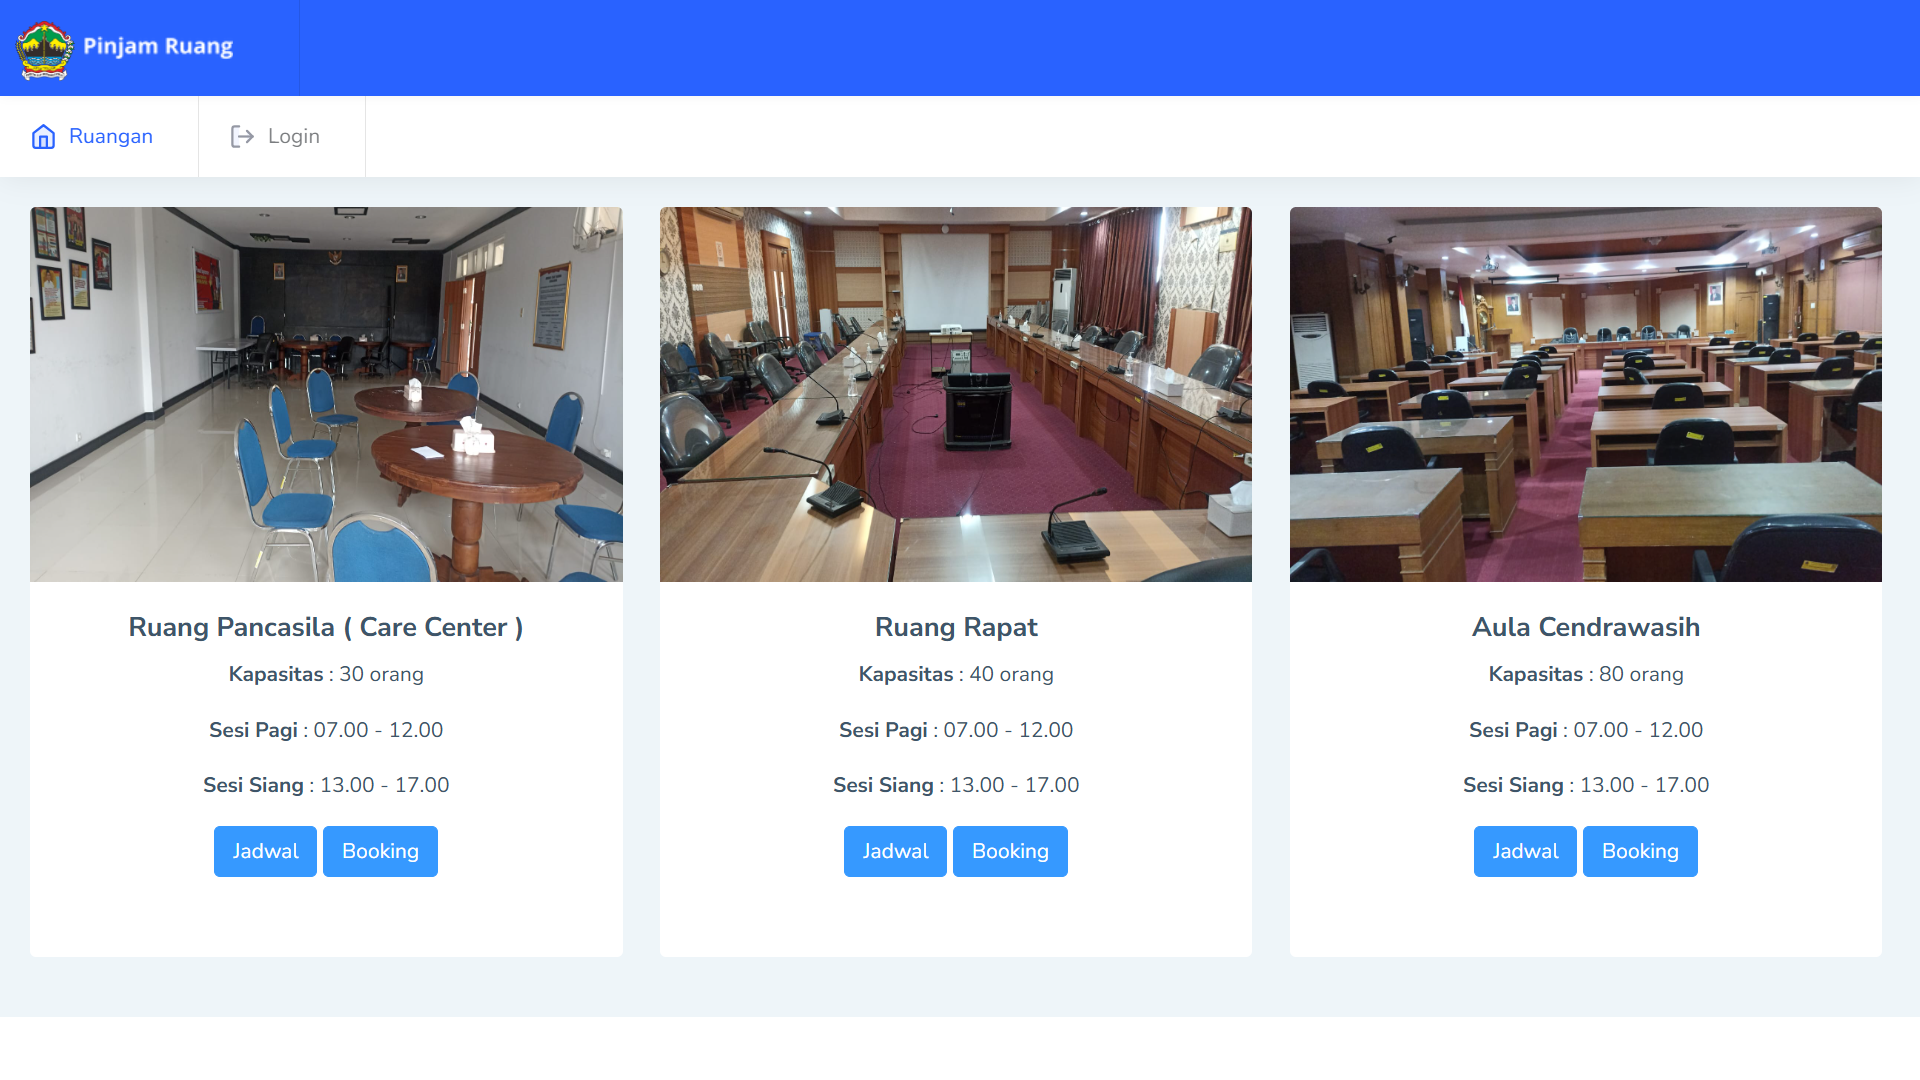 Pinjam Ruang
Ruangan
Login
Ruang Pancasila ( Care Center )
Kapasitas : 30 orang
Sesi Pagi : 07.00 - 12.00
Sesi Siang : 13.00 - 17.00
Jadwal
Booking
Ruang Rapat
Kapasitas : 40 orang
Sesi Pagi : 07.00 - 12.00
Sesi Siang : 13.00 - 17.00
Jadwal
Booking
Aula Cendrawasih
Kapasitas : 80 orang
Sesi Pagi : 07.00 - 12.00
Sesi Siang : 13.00 - 17.00
Jadwal
Booking